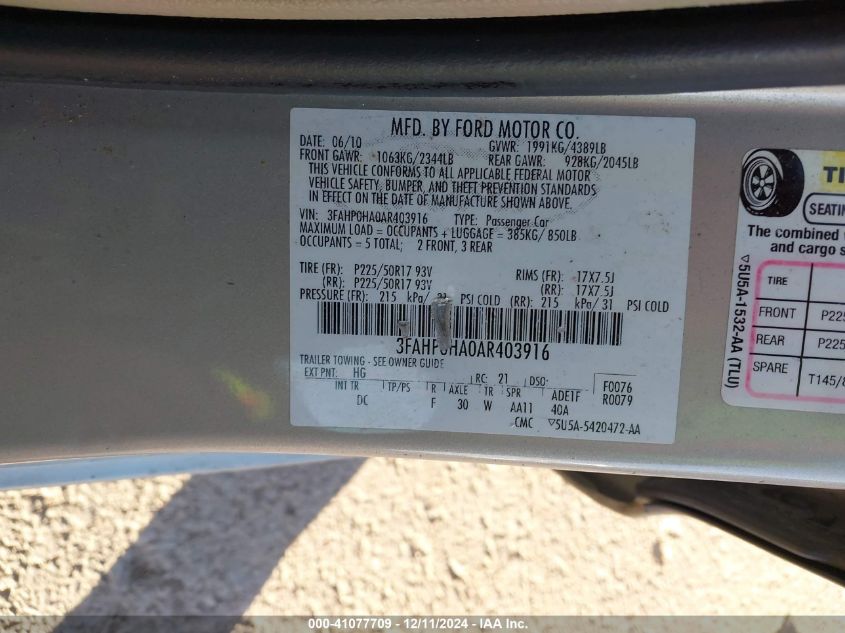 MFD. BY FORD MOTOR CO.
DATE 06/10 GVWR: 1991KG/4389LB
FRONT GAWR: 1063KG/2344LB REAR GAWR: 928KG/2045LB
THIS VEHICLE CONFORMS TO ALL APPLICABLE FEDERAL MOTOR
VEHICLE SAFETY, BUMPER, AND THEFT PREVENTION STANDARDS
IN EFFECT ON THE DATE OF MANUFACTURE SHOWN ABOVE.
VIN: 3FAHP0HA0AR403916 TYPE: Passenger Car
MAXIMUM LOAD = OCCUPANTS + LUGGAGE = 385KG/ 850LB
OCCUPANTS = 5 TOTAL; 2 FRONT, 3 REAR
TIRE (FR): P225/50R17 93V RIMS (FR): 17X7.5J
(RR): P225/50R17 93V (RR): 17X7.5J
PRESSURE (FR): 215 kPa/ PSI COLD (RR): 215 kPa/ 31 PSI COLD
3FAHP0HA0AR403916
TRAILER TOWING - SEE OWNER GUIDE
EXT PNT: HG RC: 21 DSO: F0076
INT TR TP/PS R AXLE TR SPR ADETF R0079
DC F 30 W AA11 40A
CMC ▽5U5A-5420472-AA
TI
SEATIN
The combined
and cargo s
TIRE
FRONT P225
REAR P225
SPARE T145/8
▽5U5A-1532-AA (TLU)
000-41077709 - 12/11/2024 - IAA Inc.